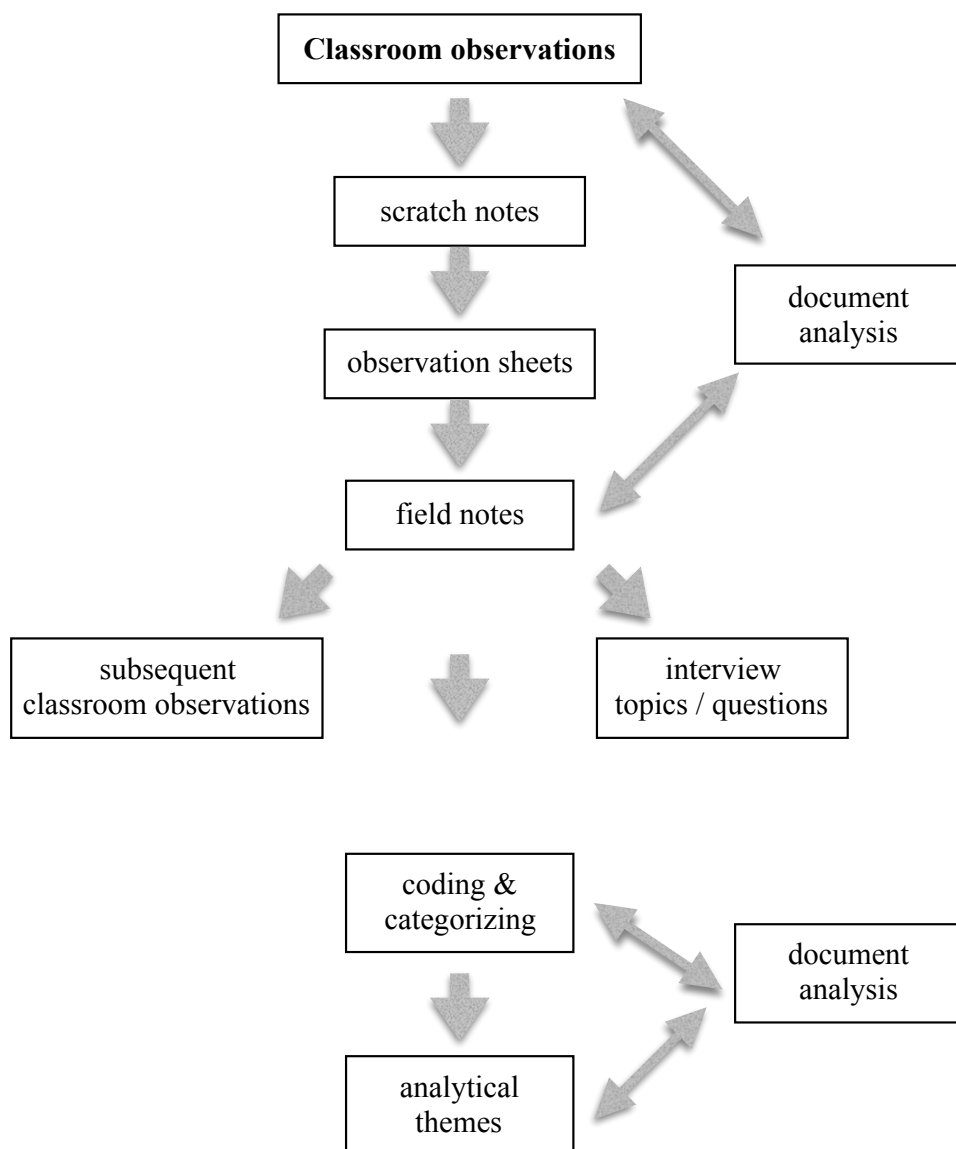 Classroom observations
scratch notes
document
analysis
observation sheets
field notes
subsequent
classroom observations
interview
topics / questions
coding &
categorizing
document
analysis
analytical
themes